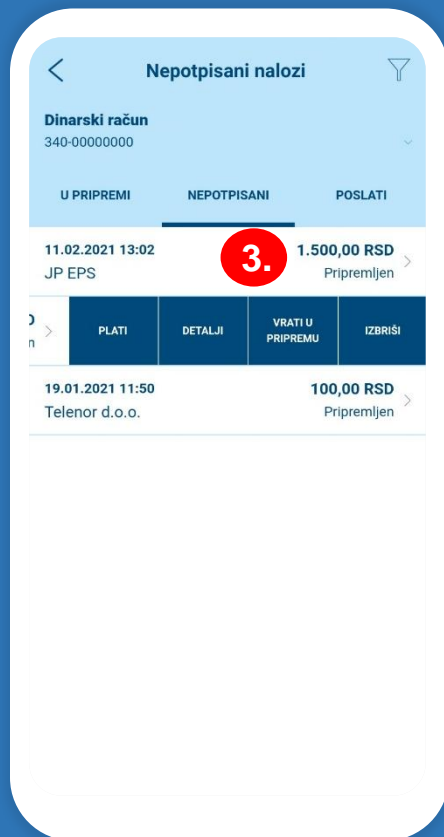 Nepotpisani nalozi
Dinarski račun
340-00000000
U PRIPREMI NEPOTPISANI POSLATI
11.02.2021 13:02 3. 1.500,00 RSD
JP EPS Pripremljen
PLATI DETALJI VRATI U PRIPREMU IZBRIŠI
19.01.2021 11:50 100,00 RSD
Telenor d.o.o. Pripremljen